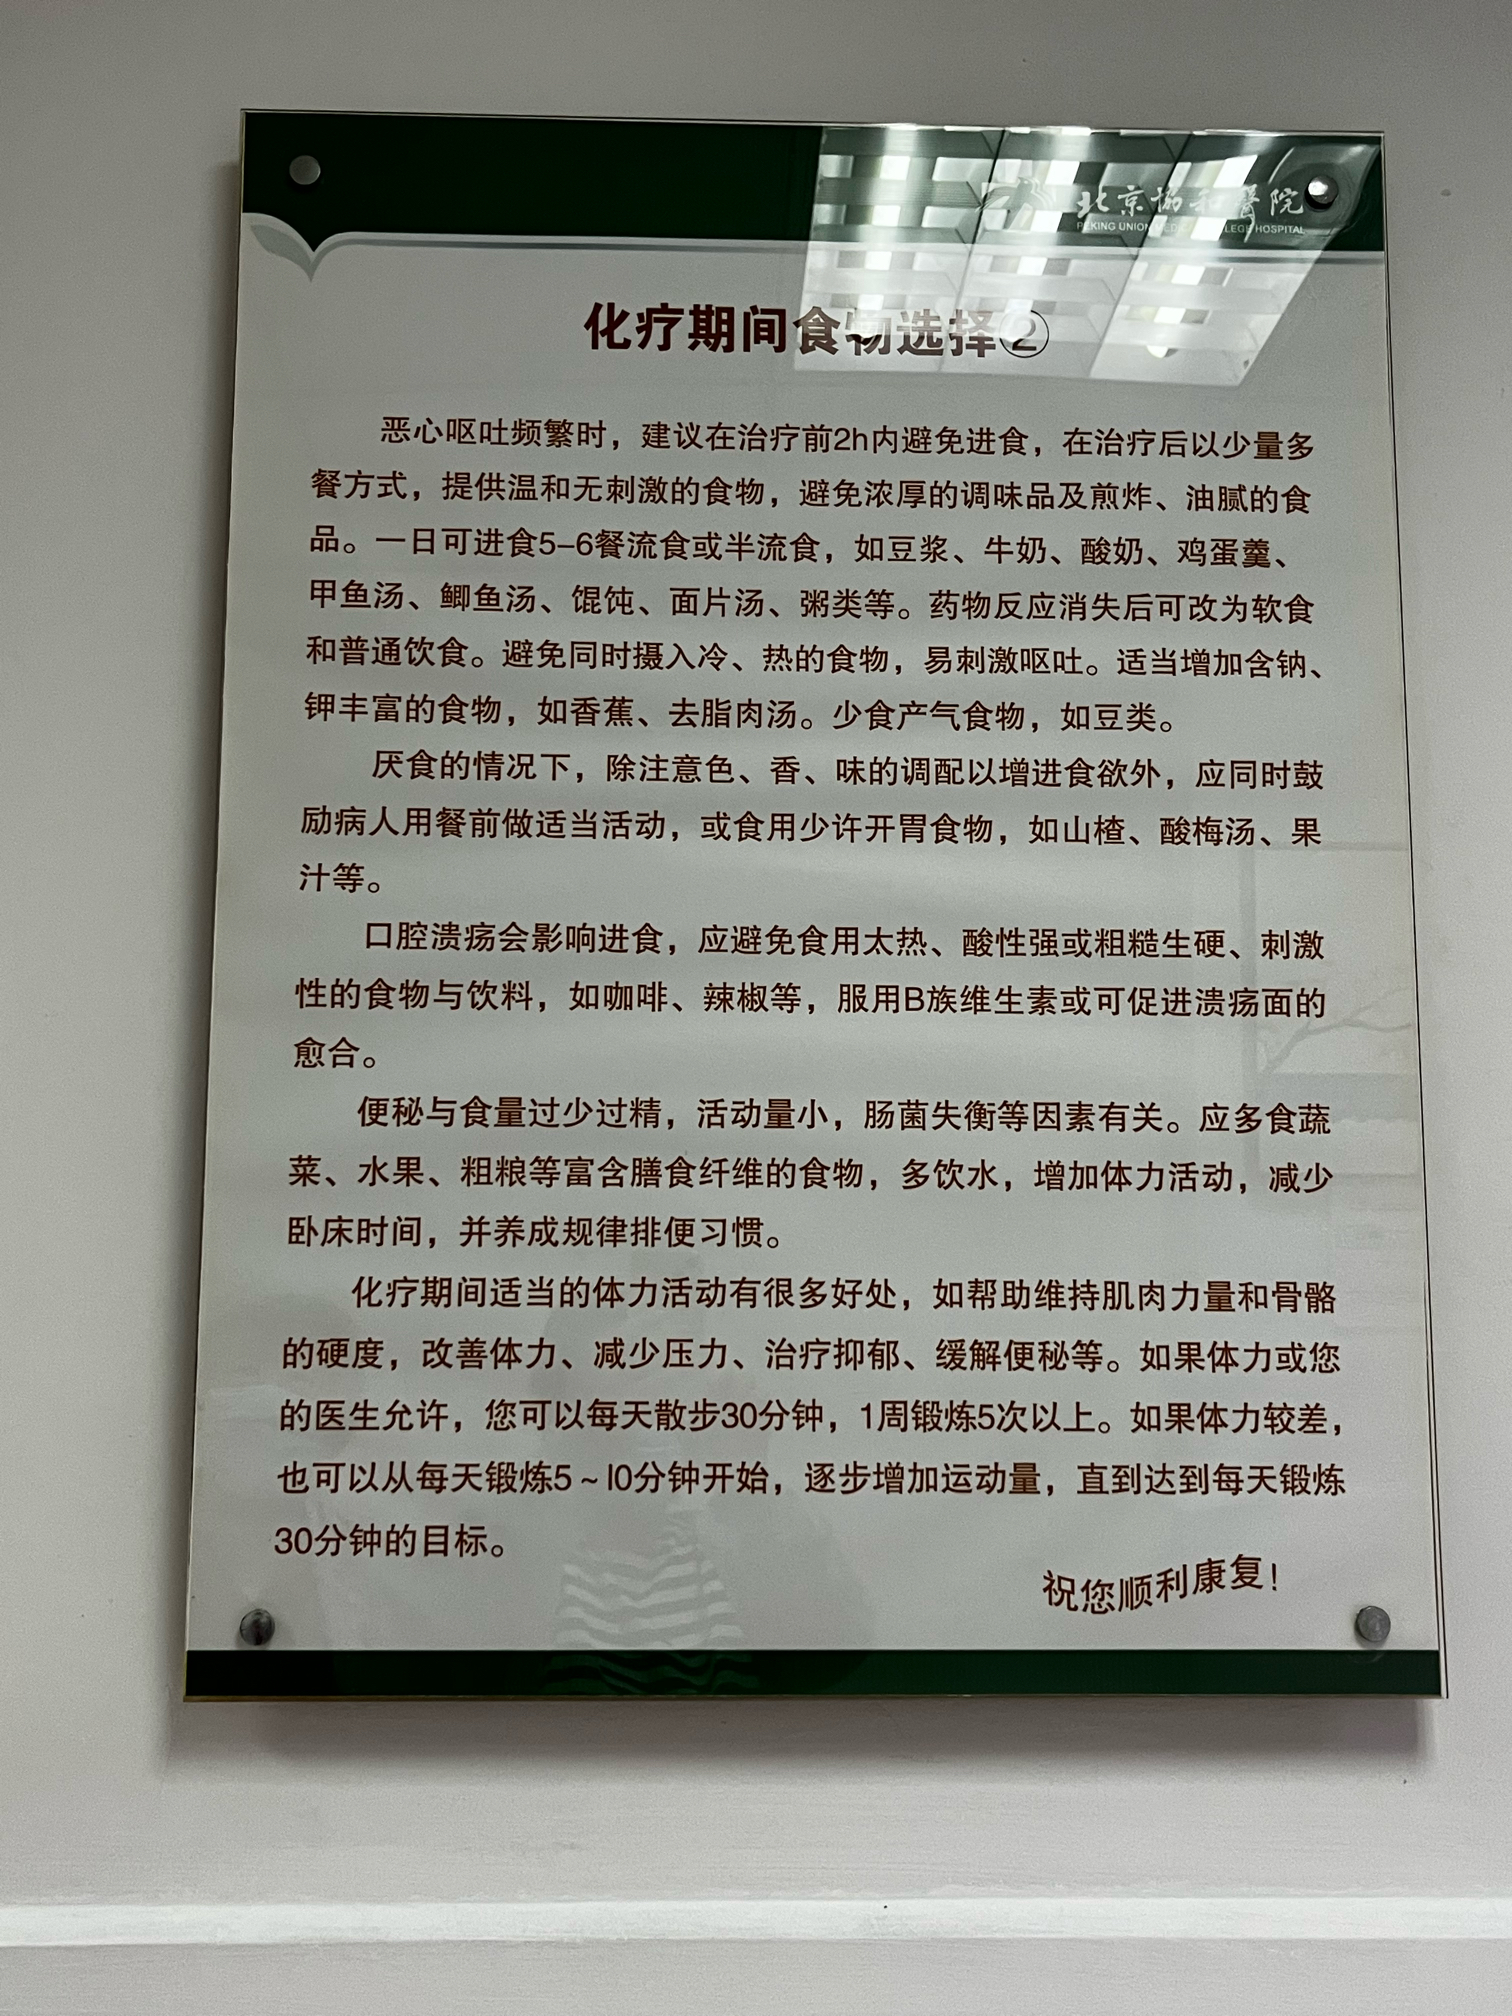 北京协和醫院
PEKING UNION MEDICAL COLLEGE HOSPITAL
化疗期间食物选择②
恶心呕吐频繁时，建议在治疗前2h内避免进食，在治疗后以少量多
餐方式，提供温和无刺激的食物，避免浓厚的调味品及煎炸、油腻的食
品。一日可进食5-6餐流食或半流食，如豆浆、牛奶、酸奶、鸡蛋羹、
甲鱼汤、鲫鱼汤、馄饨、面片汤、粥类等。药物反应消失后可改为软食
和普通饮食。避免同时摄入冷、热的食物，易刺激呕吐。适当增加含钠、
钾丰富的食物，如香蕉、去脂肉汤。少食产气食物，如豆类。
厌食的情况下，除注意色、香、味的调配以增进食欲外，应同时鼓
励病人用餐前做适当活动，或食用少许开胃食物，如山楂、酸梅汤、果
汁等。
口腔溃疡会影响进食，应避免食用太热、酸性强或粗糙生硬、刺激
性的食物与饮料，如咖啡、辣椒等，服用B族维生素或可促进溃疡面的
愈合。
便秘与食量过少过精，活动量小，肠菌失衡等因素有关。应多食蔬
菜、水果、粗粮等富含膳食纤维的食物，多饮水，增加体力活动，减少
卧床时间，并养成规律排便习惯。
化疗期间适当的体力活动有很多好处，如帮助维持肌肉力量和骨骼
的硬度，改善体力、减少压力、治疗抑郁、缓解便秘等。如果体力或您
的医生允许，您可以每天散步30分钟，1周锻炼5次以上。如果体力较差，
也可以从每天锻炼5～l0分钟开始，逐步增加运动量，直到达到每天锻炼
30分钟的目标。
祝您顺利康复！